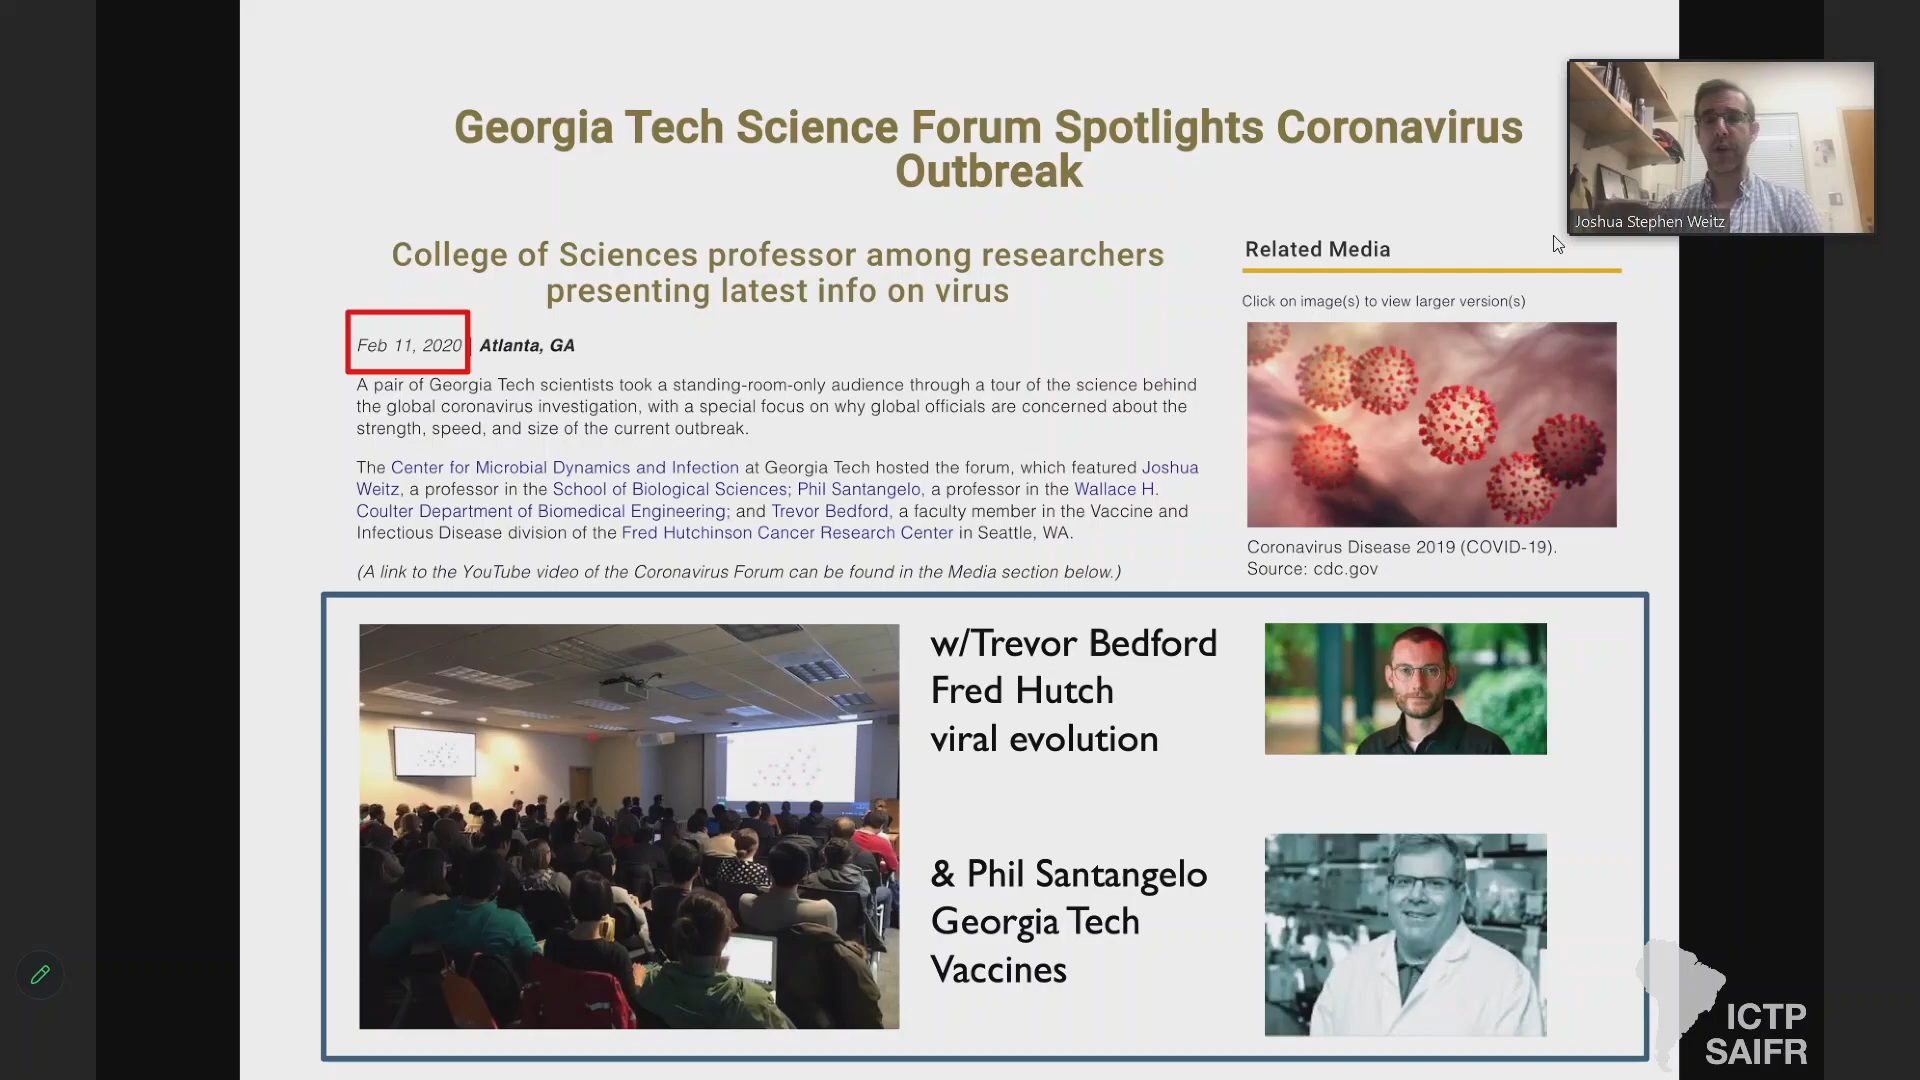 Georgia Tech Science Forum Spotlights Coronavirus
Outbreak
College of Sciences professor among researchers
presenting latest info on virus
Feb 11, 2020
Atlanta, GA
A pair of Georgia Tech scientists took a standing-room-only audience through a tour of the science behind
the global coronavirus investigation, with a special focus on why global officials are concerned about the
strength, speed, and size of the current outbreak.
The Center for Microbial Dynamics and Infection at Georgia Tech hosted the forum, which featured Joshua
Weitz, a professor in the School of Biological Sciences; Phil Santangelo, a professor in the Wallace H.
Coulter Department of Biomedical Engineering; and Trevor Bedford, a faculty member in the Vaccine and
Infectious Disease division of the Fred Hutchinson Cancer Research Center in Seattle, WA.
(A link to the YouTube video of the Coronavirus Forum can be found in the Media section below.)
Related Media
Click on image(s) to view larger version(s)
Coronavirus Disease 2019 (COVID-19).
Source: cdc.gov
Joshua Stephen Weitz
w/Trevor Bedford
Fred Hutch
viral evolution
& Phil Santangelo
Georgia Tech
Vaccines
ICTP
SAIFR